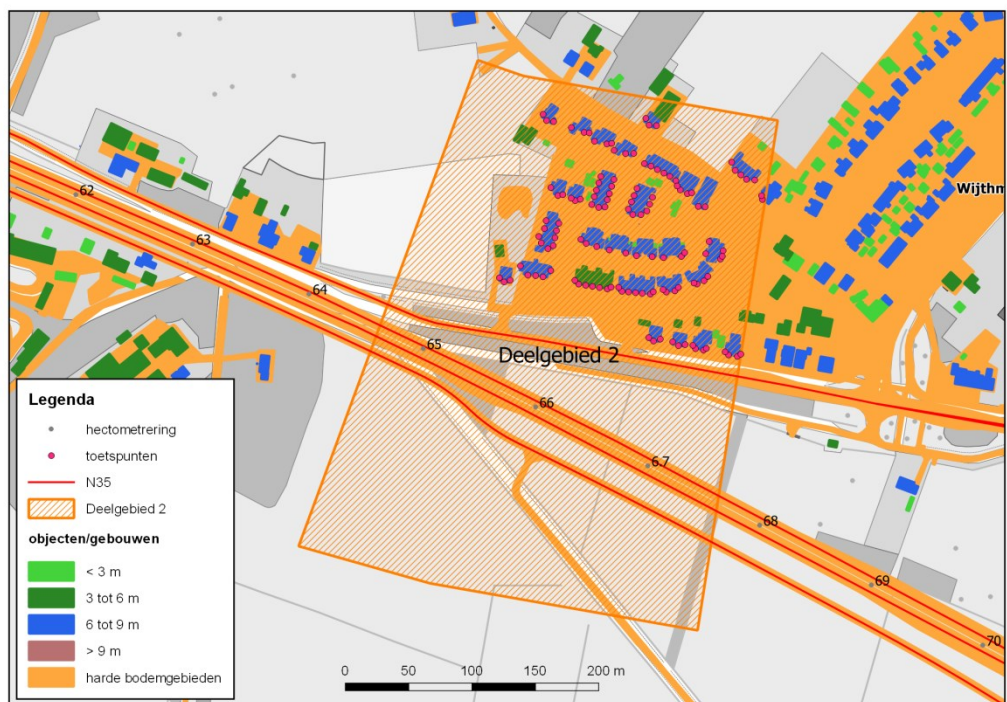 62
63
64
65
66
6.7
68
69
70
Wijthm
Deelgebied 2
Legenda
hectometrering
toetspunten
N35
Deelgebied 2
objecten/gebouwen
< 3 m
3 tot 6 m
6 tot 9 m
> 9 m
harde bodemgebieden
0 50 100 150 200 m